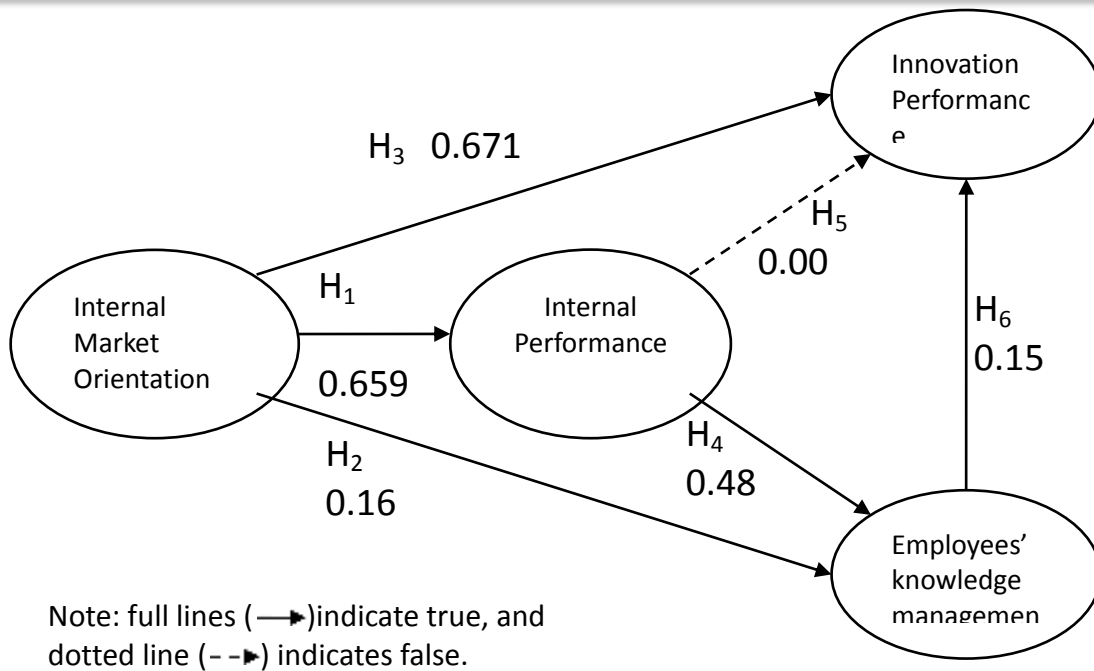 Innovation
Performanc
e
H₃ 0.671
H₅
0.00
H₁
Internal
Market
Orientation
Internal
Performance
H₆
0.15
0.659
H₂
0.16
H₄
0.48
Employees’
knowledge
managemen
Note: full lines (⟶)indicate true, and
dotted line (--▸) indicates false.